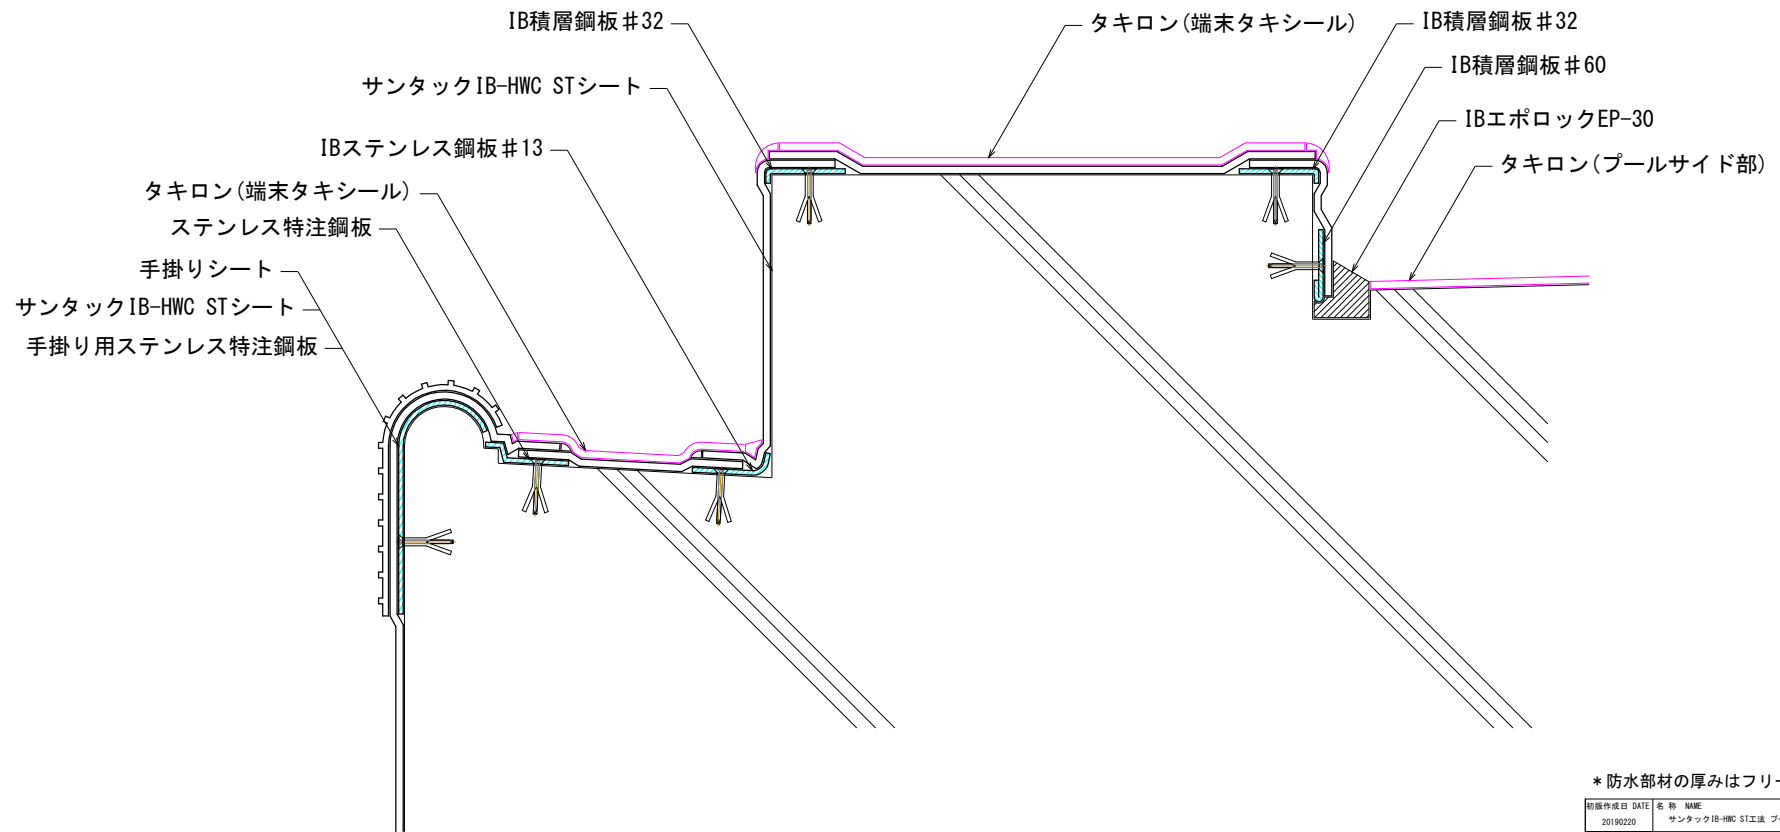 IB積層鋼板♯32
サンタックIB-HWC STシート
IBステンレス鋼板♯13
タキロン(端末タキシール)
ステンレス特注鋼板
手掛りシート
サンタックIB-HWC STシート
手掛り用ステンレス特注鋼板
タキロン(端末タキシール)
IB積層鋼板♯32
IB積層鋼板♯60
IBエポロックEP-30
タキロン(プールサイド部)
*防水部材の厚みはフリー
初版作成日 DATE
20190220
名 称 NAME
サンタックIB-HWC ST工法 プー